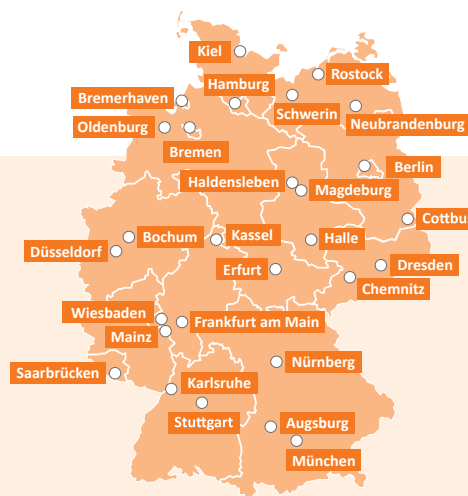 Kiel
Rostock
Hamburg
Bremerhaven
Schwerin
Neubrandenburg
Oldenburg
Bremen
Berlin
Haldensleben
Magdeburg
Cottbu
Bochum
Kassel
Halle
Düsseldorf
Erfurt
Dresden
Chemnitz
Wiesbaden
Frankfurt am Main
Mainz
Nürnberg
Saarbrücken
Karlsruhe
Stuttgart
Augsburg
München